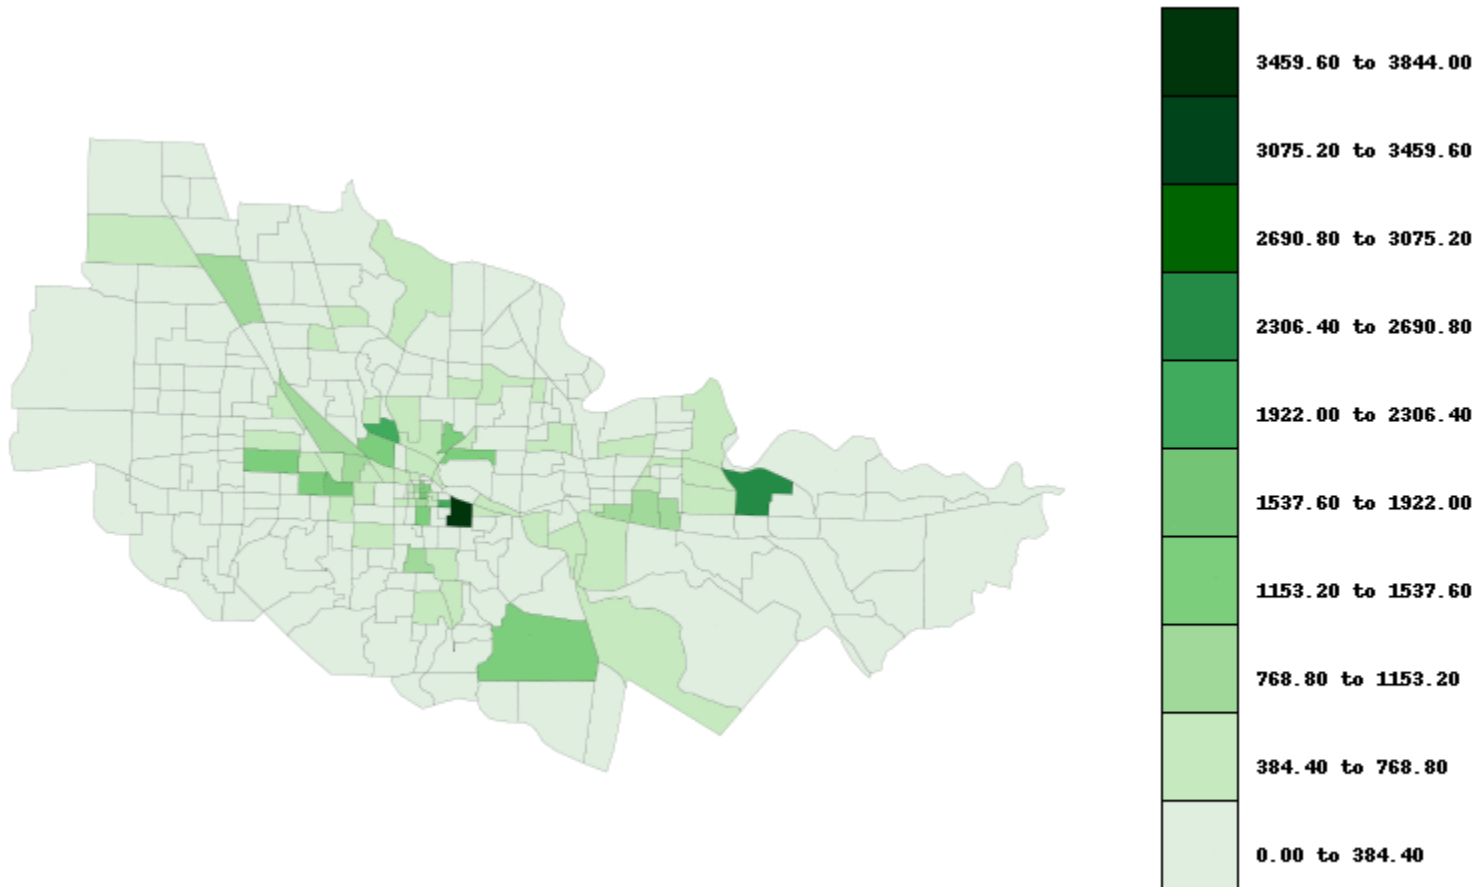 3459.60 to 3844.00
3075.20 to 3459.60
2690.80 to 3075.20
2306.40 to 2690.80
1922.00 to 2306.40
1537.60 to 1922.00
1153.20 to 1537.60
768.80 to 1153.20
384.40 to 768.80
0.00 to 384.40